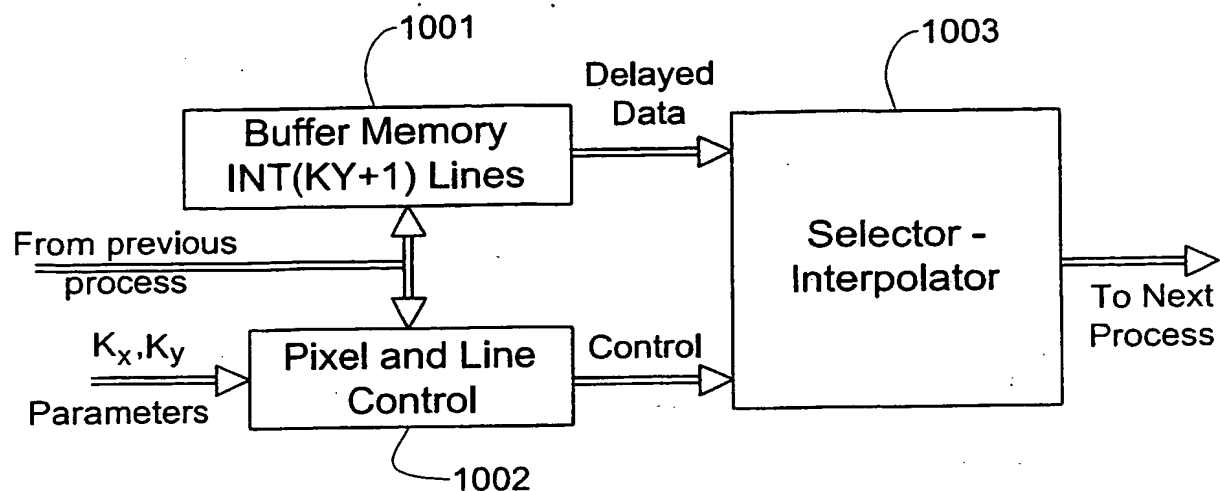 1001
1003
Delayed
Data
Buffer Memory
INT(KY+1) Lines
From previous
process
Selector -
Interpolator
To Next
Process
Kx,Ky
Parameters
Pixel and Line
Control
Control
1002